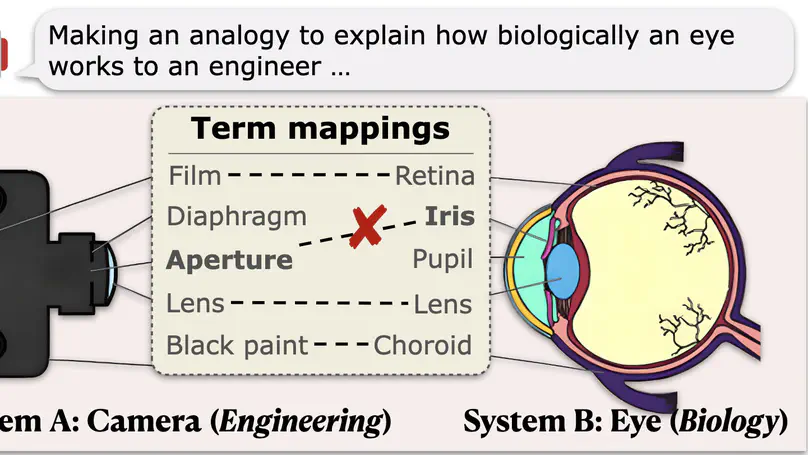 Making an analogy to explain how biologically an eye
works to an engineer …
Term mappings
Film Retina
Diaphragm Iris
Aperture Pupil
Lens Lens
Black paint Choroid
em A: Camera (Engineering) System B: Eye (Biology)